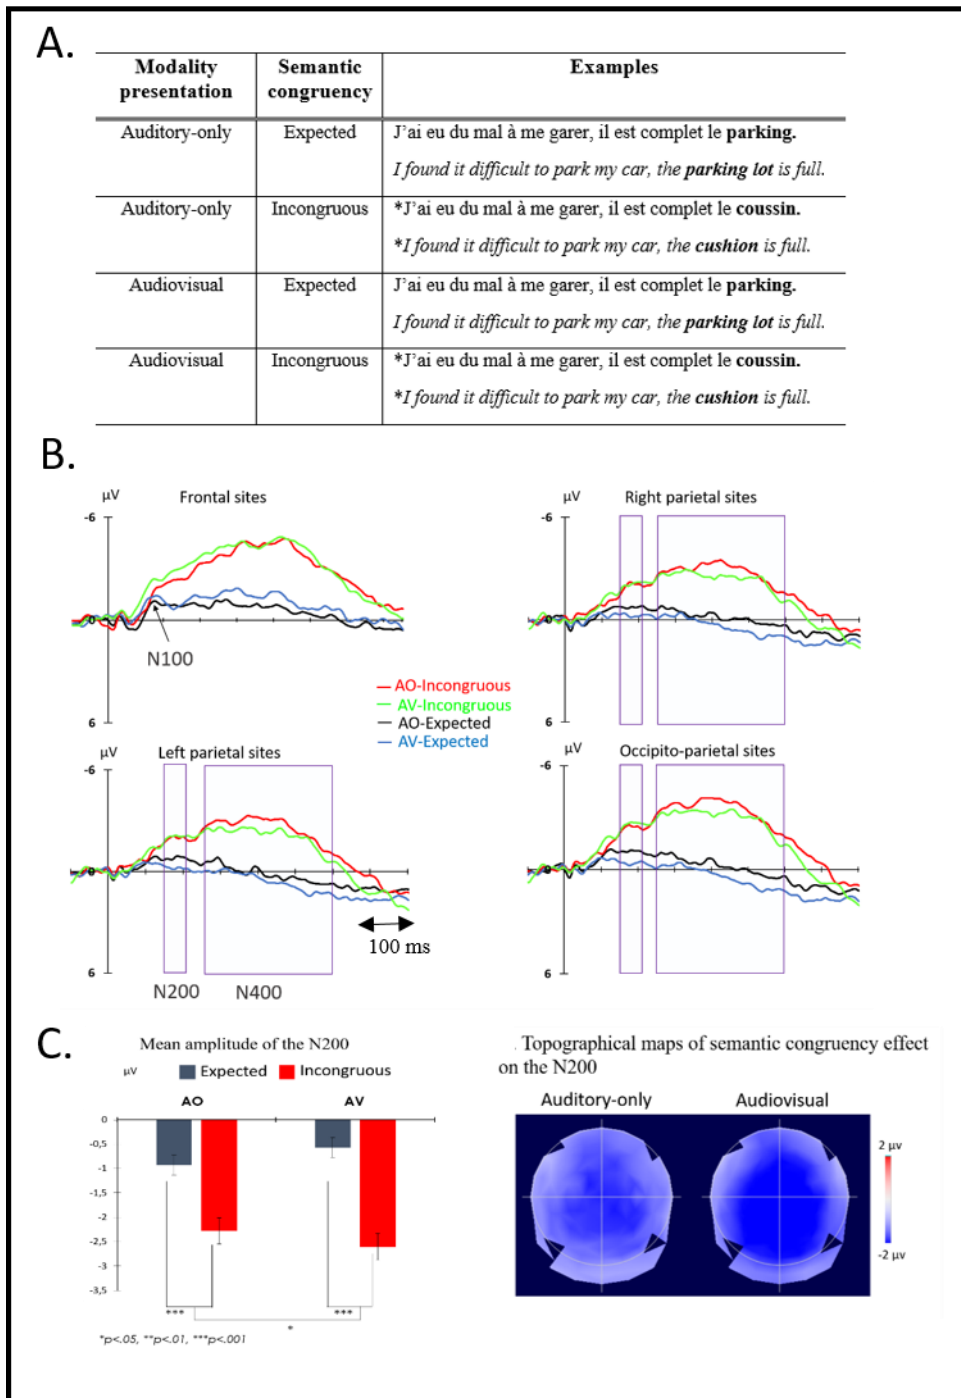 A.
Modality presentation
Semantic congruency
Examples
Auditory-only
Expected
J'ai eu du mal à me garer, il est complet le parking.
I found it difficult to park my car, the parking lot is full.
Auditory-only
Incongruous
*J'ai eu du mal à me garer, il est complet le coussin.
*I found it difficult to park my car, the cushion is full.
Audiovisual
Expected
J'ai eu du mal à me garer, il est complet le parking.
I found it difficult to park my car, the parking lot is full.
Audiovisual
Incongruous
*J'ai eu du mal à me garer, il est complet le coussin.
*I found it difficult to park my car, the cushion is full.
B.
µV
Frontal sites
-6
0
6
N100
µV
Right parietal sites
-6
0
6
AO-Incongruous
AV-Incongruous
AO-Expected
AV-Expected
µV
Left parietal sites
-6
0
6
N200
N400
100 ms
µV
Occipito-parietal sites
-6
0
6
C.
Mean amplitude of the N200
µV
Expected
Incongruous
AO
AV
0
-0,5
-1
-1,5
-2
-2,5
-3
-3,5
***
***
*
*p<.05, **p<.01, ***p<.001
. Topographical maps of semantic congruency effect
on the N200
Auditory-only
Audiovisual
2 µv
-2 µv